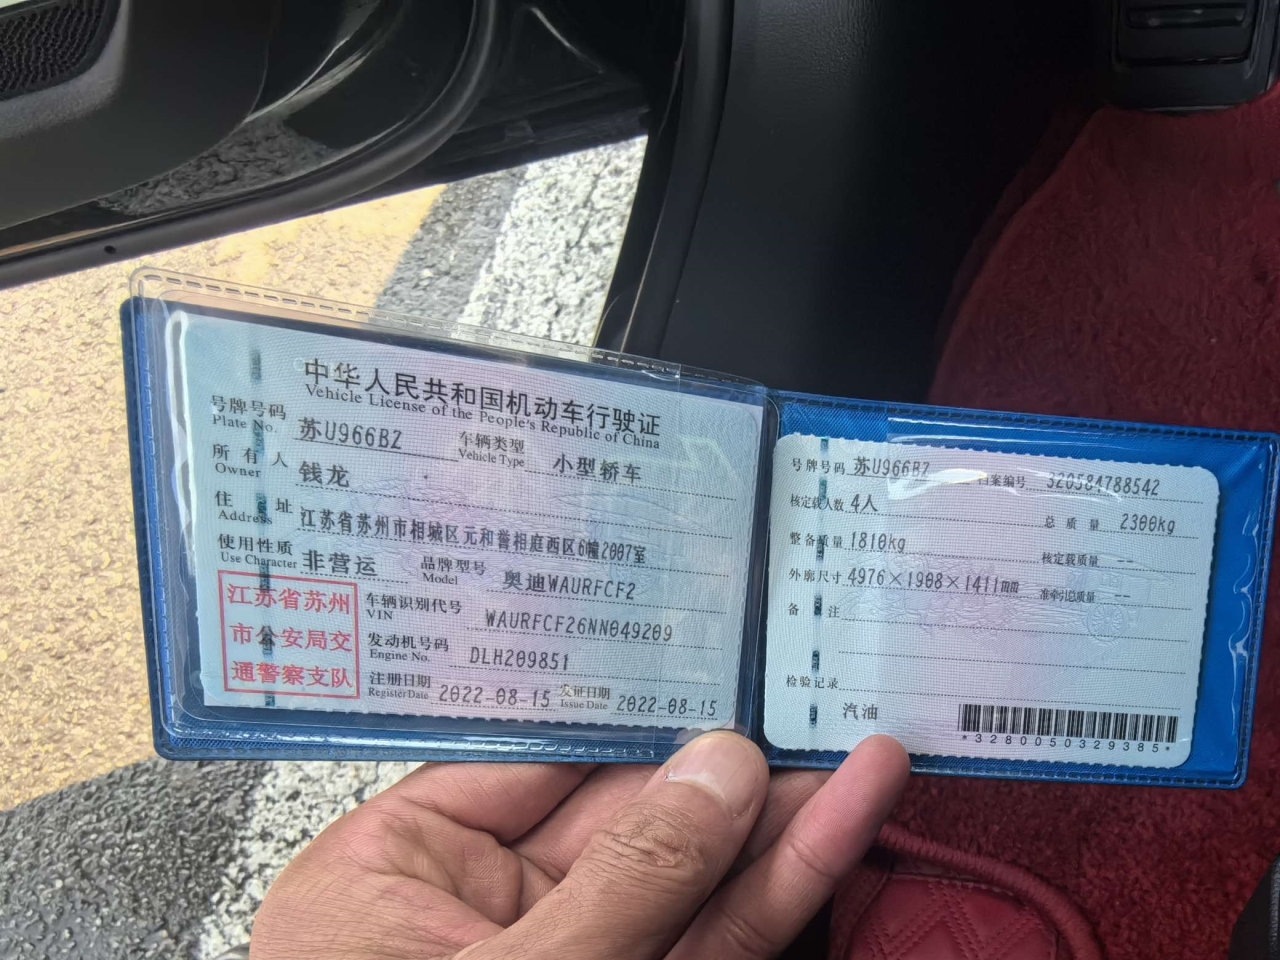 中华人民共和国机动车行驶证
Vehicle License of the People's Republic of China
号牌号码 苏U966BZ 车辆类型 小型轿车
Plate No. Vehicle Type
所有人 钱龙
Owner
住址 江苏省苏州市相城区元和誉相庭西区6幢2007室
Address
使用性质 非营运 品牌型号 奥迪WAURFCF2
Use Character Model
江苏省苏州
市公安局交
通警察支队
车辆识别代号 WAURFCF26NN049209
VIN
发动机号码 DLH209851
Engine No.
注册日期 2022-08-15 发证日期 2022-08-15
Register Date Issue Date
号牌号码 苏U966BZ 档案编号 320584788542
核定载人数 4人 总质量 2300kg
整备质量 1810kg 核定载质量 --
外廓尺寸 4976×1908×1411mm 准牵引总质量 --
备注
检验记录
汽油
*3280050329385*